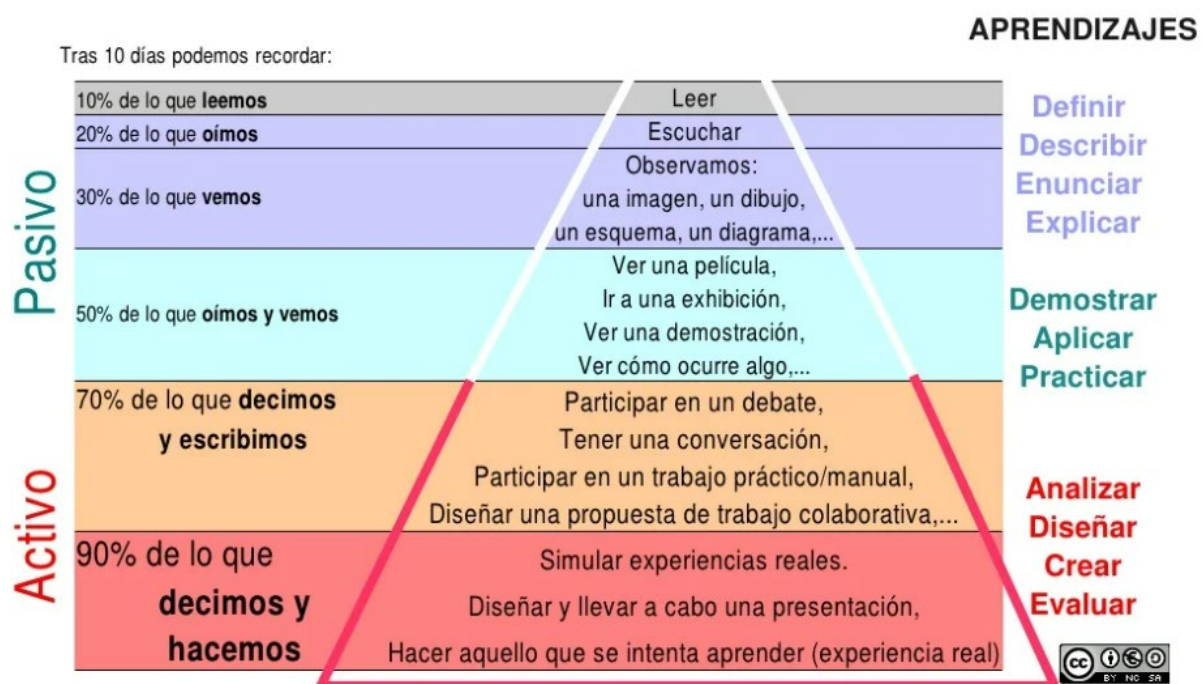 APRENDIZAJES
Tras 10 días podemos recordar:
Pasivo
10% de lo que leemos
Leer
20% de lo que oímos
Escuchar
30% de lo que vemos
Observamos:
una imagen, un dibujo,
un esquema, un diagrama,...
Definir
Describir
Enunciar
Explicar
50% de lo que oímos y vemos
Ver una película,
Ir a una exhibición,
Ver una demostración,
Ver cómo ocurre algo,...
Demostrar
Aplicar
Practicar
Activo
70% de lo que decimos
y escribimos
Participar en un debate,
Tener una conversación,
Participar en un trabajo práctico/manual,
Diseñar una propuesta de trabajo colaborativa,...
90% de lo que
decimos y
hacemos
Simular experiencias reales.
Diseñar y llevar a cabo una presentación,
Hacer aquello que se intenta aprender (experiencia real)
Analizar
Diseñar
Crear
Evaluar
cc
BY NC SA